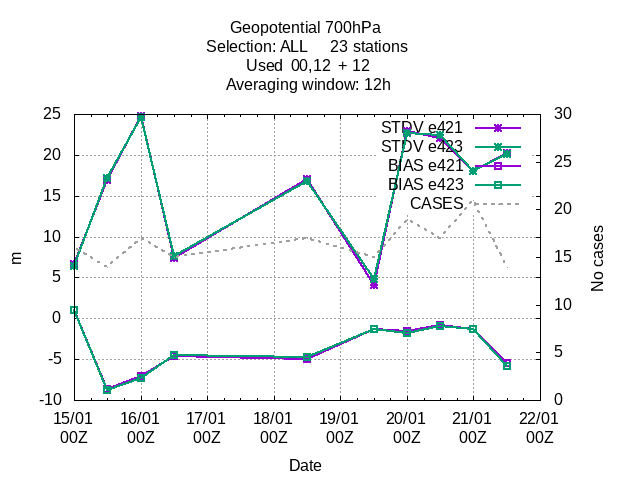 Geopotential 700hPa
Selection: ALL     23 stations
Used  00,12  + 12
Averaging window: 12h
STDV e421
STDV e423
BIAS e421
BIAS e423
CASES
25
20
15
10
5
0
-5
-10
m
30
25
20
15
10
5
0
No cases
15/01 16/01 17/01 18/01 19/01 20/01 21/01 22/01
00Z 00Z 00Z 00Z 00Z 00Z 00Z 00Z
Date